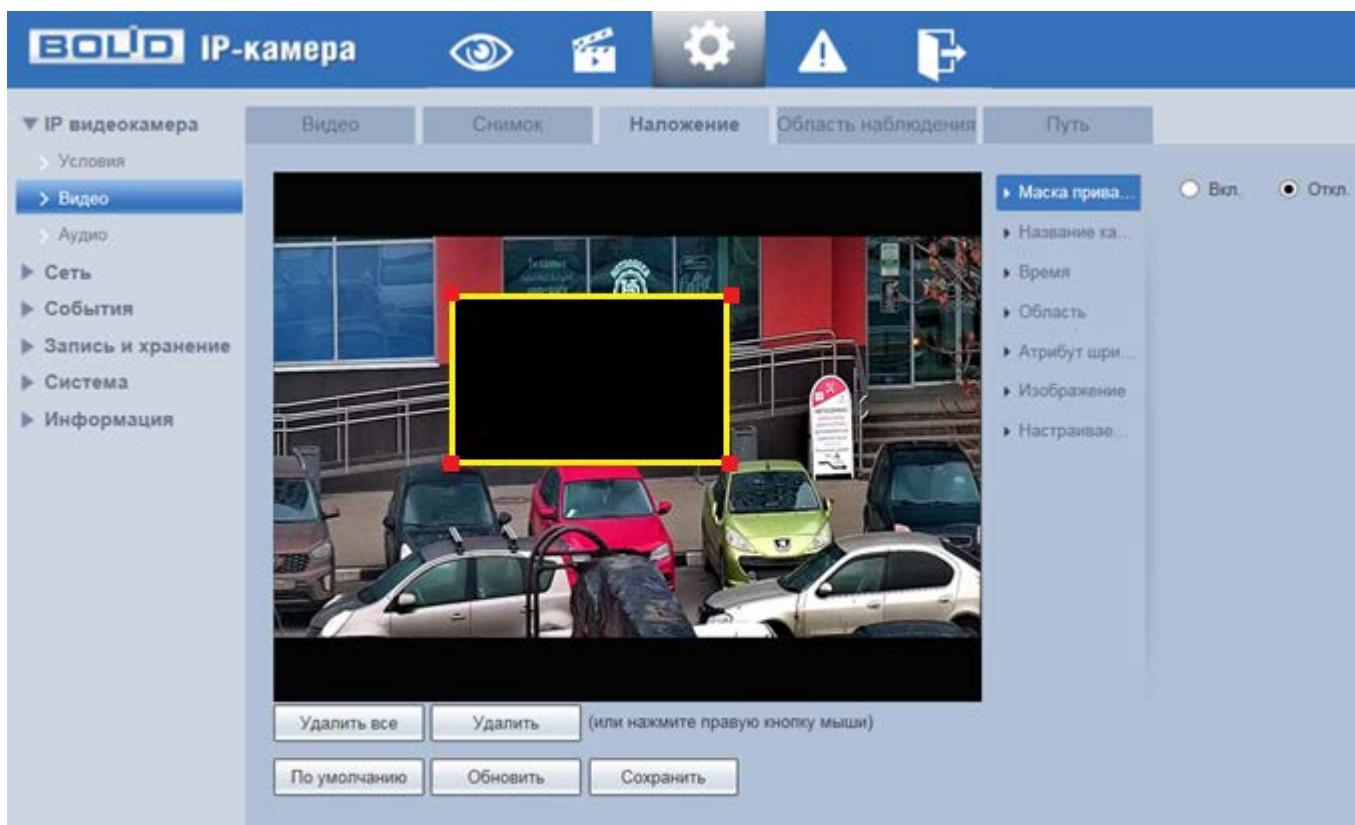 BOLID IP-камера
IP видеокамера
Условия
Видео
Аудио
Сеть
События
Запись и хранение
Система
Информация
Видео
Снимок
Наложение
Область наблюдения
Путь
Маска прива...
Название ка...
Время
Область
Атрибут шри...
Изображение
Настраивае...
Вкл.
Откл.
Удалить все
Удалить
(или нажмите правую кнопку мыши)
По умолчанию
Обновить
Сохранить